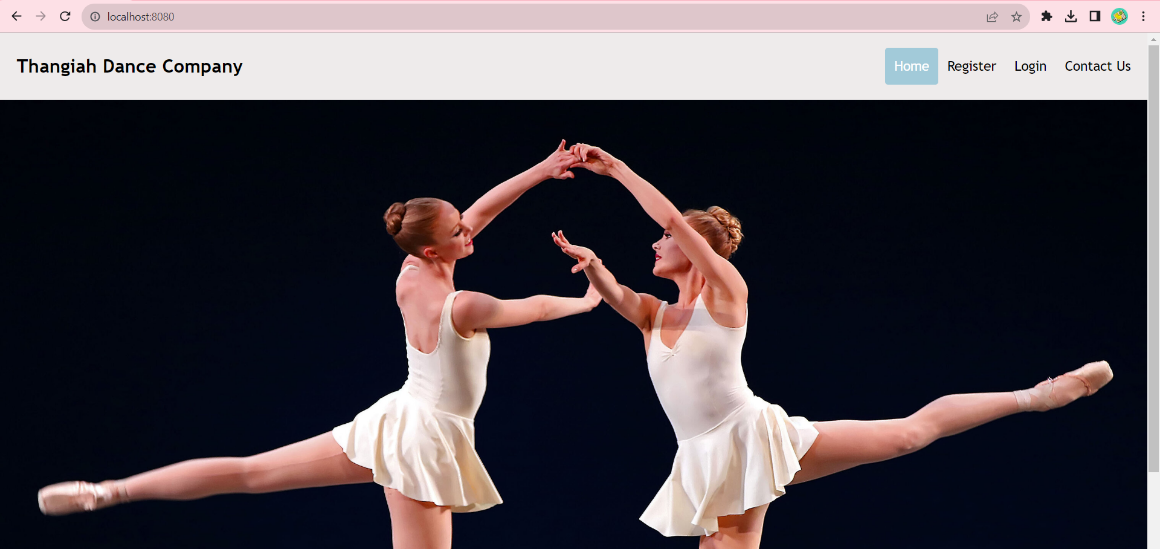 localhost:8080
Thangiah Dance Company
Home Register Login Contact Us